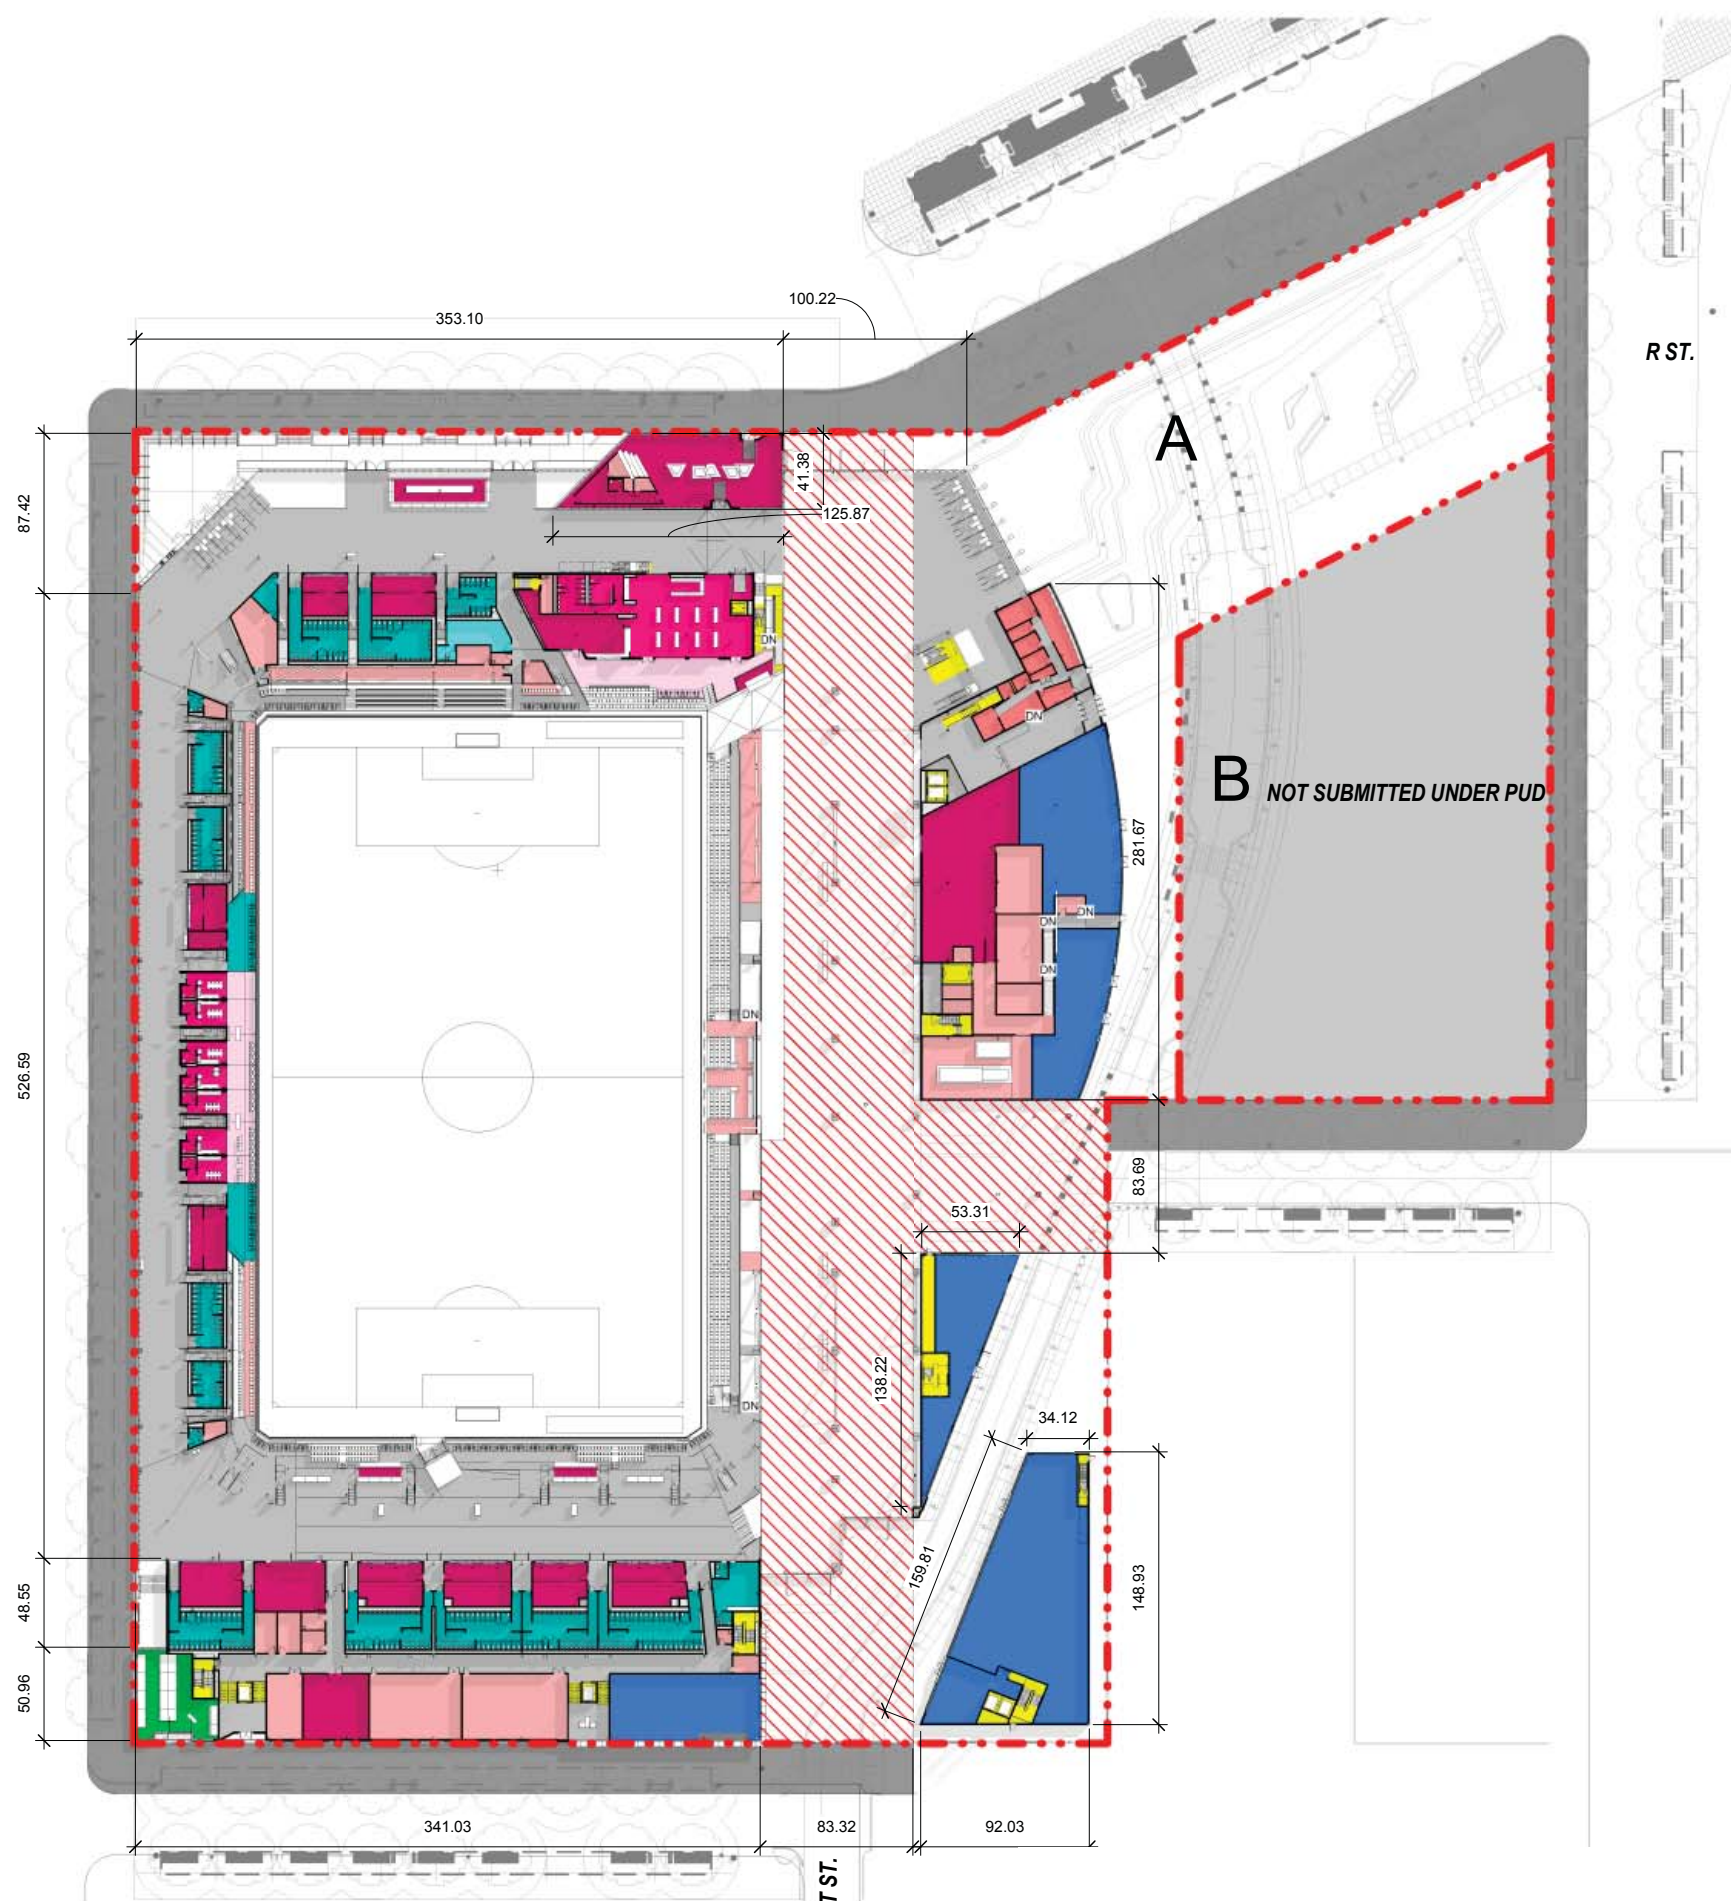 100.22
353.10
R ST.
A
41.38
87.42
125.87
DN
DN
B NOT SUBMITTED UNDER PUD
281.67
DN
DN
DN
DN
526.59
83.69
53.31
138.22
DN
34.12
159.81
148.93
48.55
50.96
341.03
83.32
92.03
T ST.